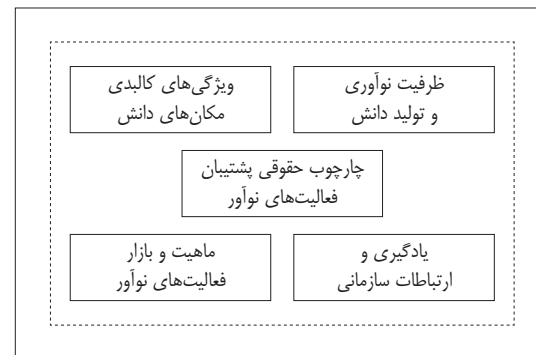 ظرفیت نوآوری
و تولید دانش
ویژگی‌های کالبدی
مکان‌های دانش
چارچوب حقوقی پشتیبان
فعالیت‌های نوآور
یادگیری و
ارتباطات سازمانی
ماهیت و بازار
فعالیت‌های نوآور